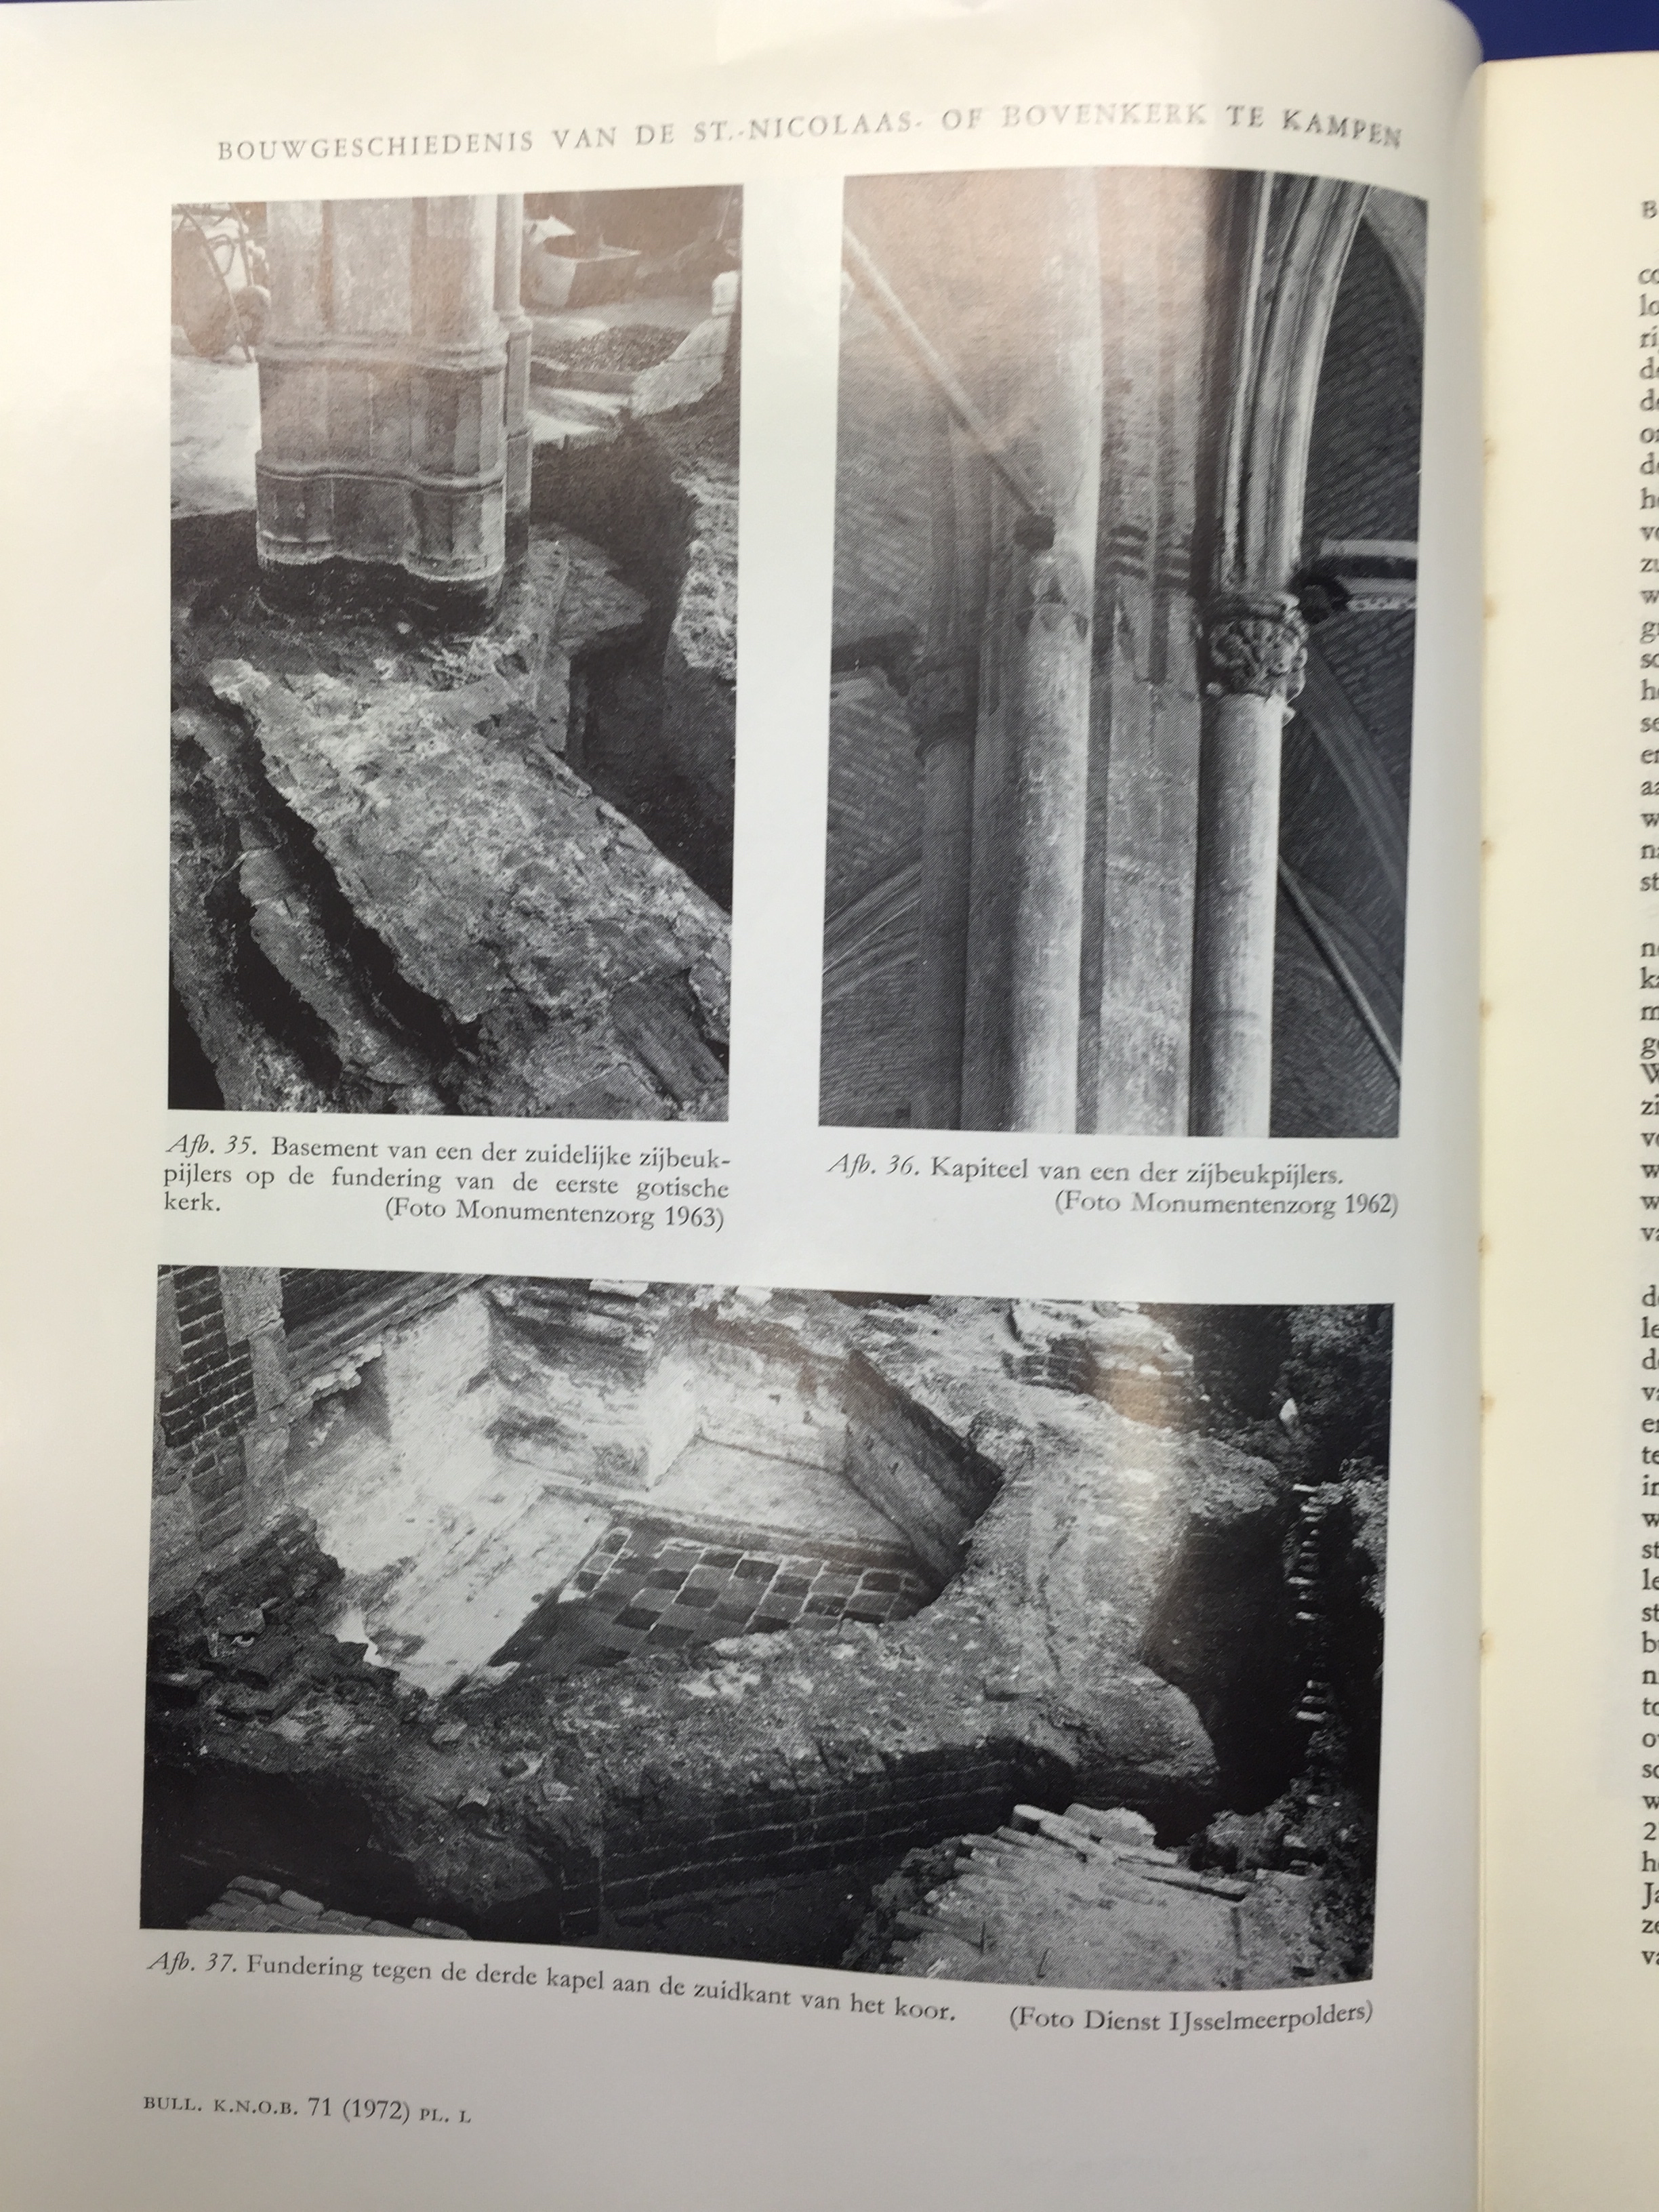 BOUWGESCHIEDENIS VAN DE ST.-NICOLAAS- OF BOVENKERK TE KAMPEN
Afb. 35. Basement van een der zuidelijke zijbeuk-
pijlers op de fundering van de eerste gotische
kerk. (Foto Monumentenzorg 1963)
Afb. 36. Kapiteel van een der zijbeukpijlers.
(Foto Monumentenzorg 1962)
Afb. 37. Fundering tegen de derde kapel aan de zuidkant van het koor. (Foto Dienst IJsselmeerpolders)
BULL. K.N.O.B. 71 (1972) PL. L